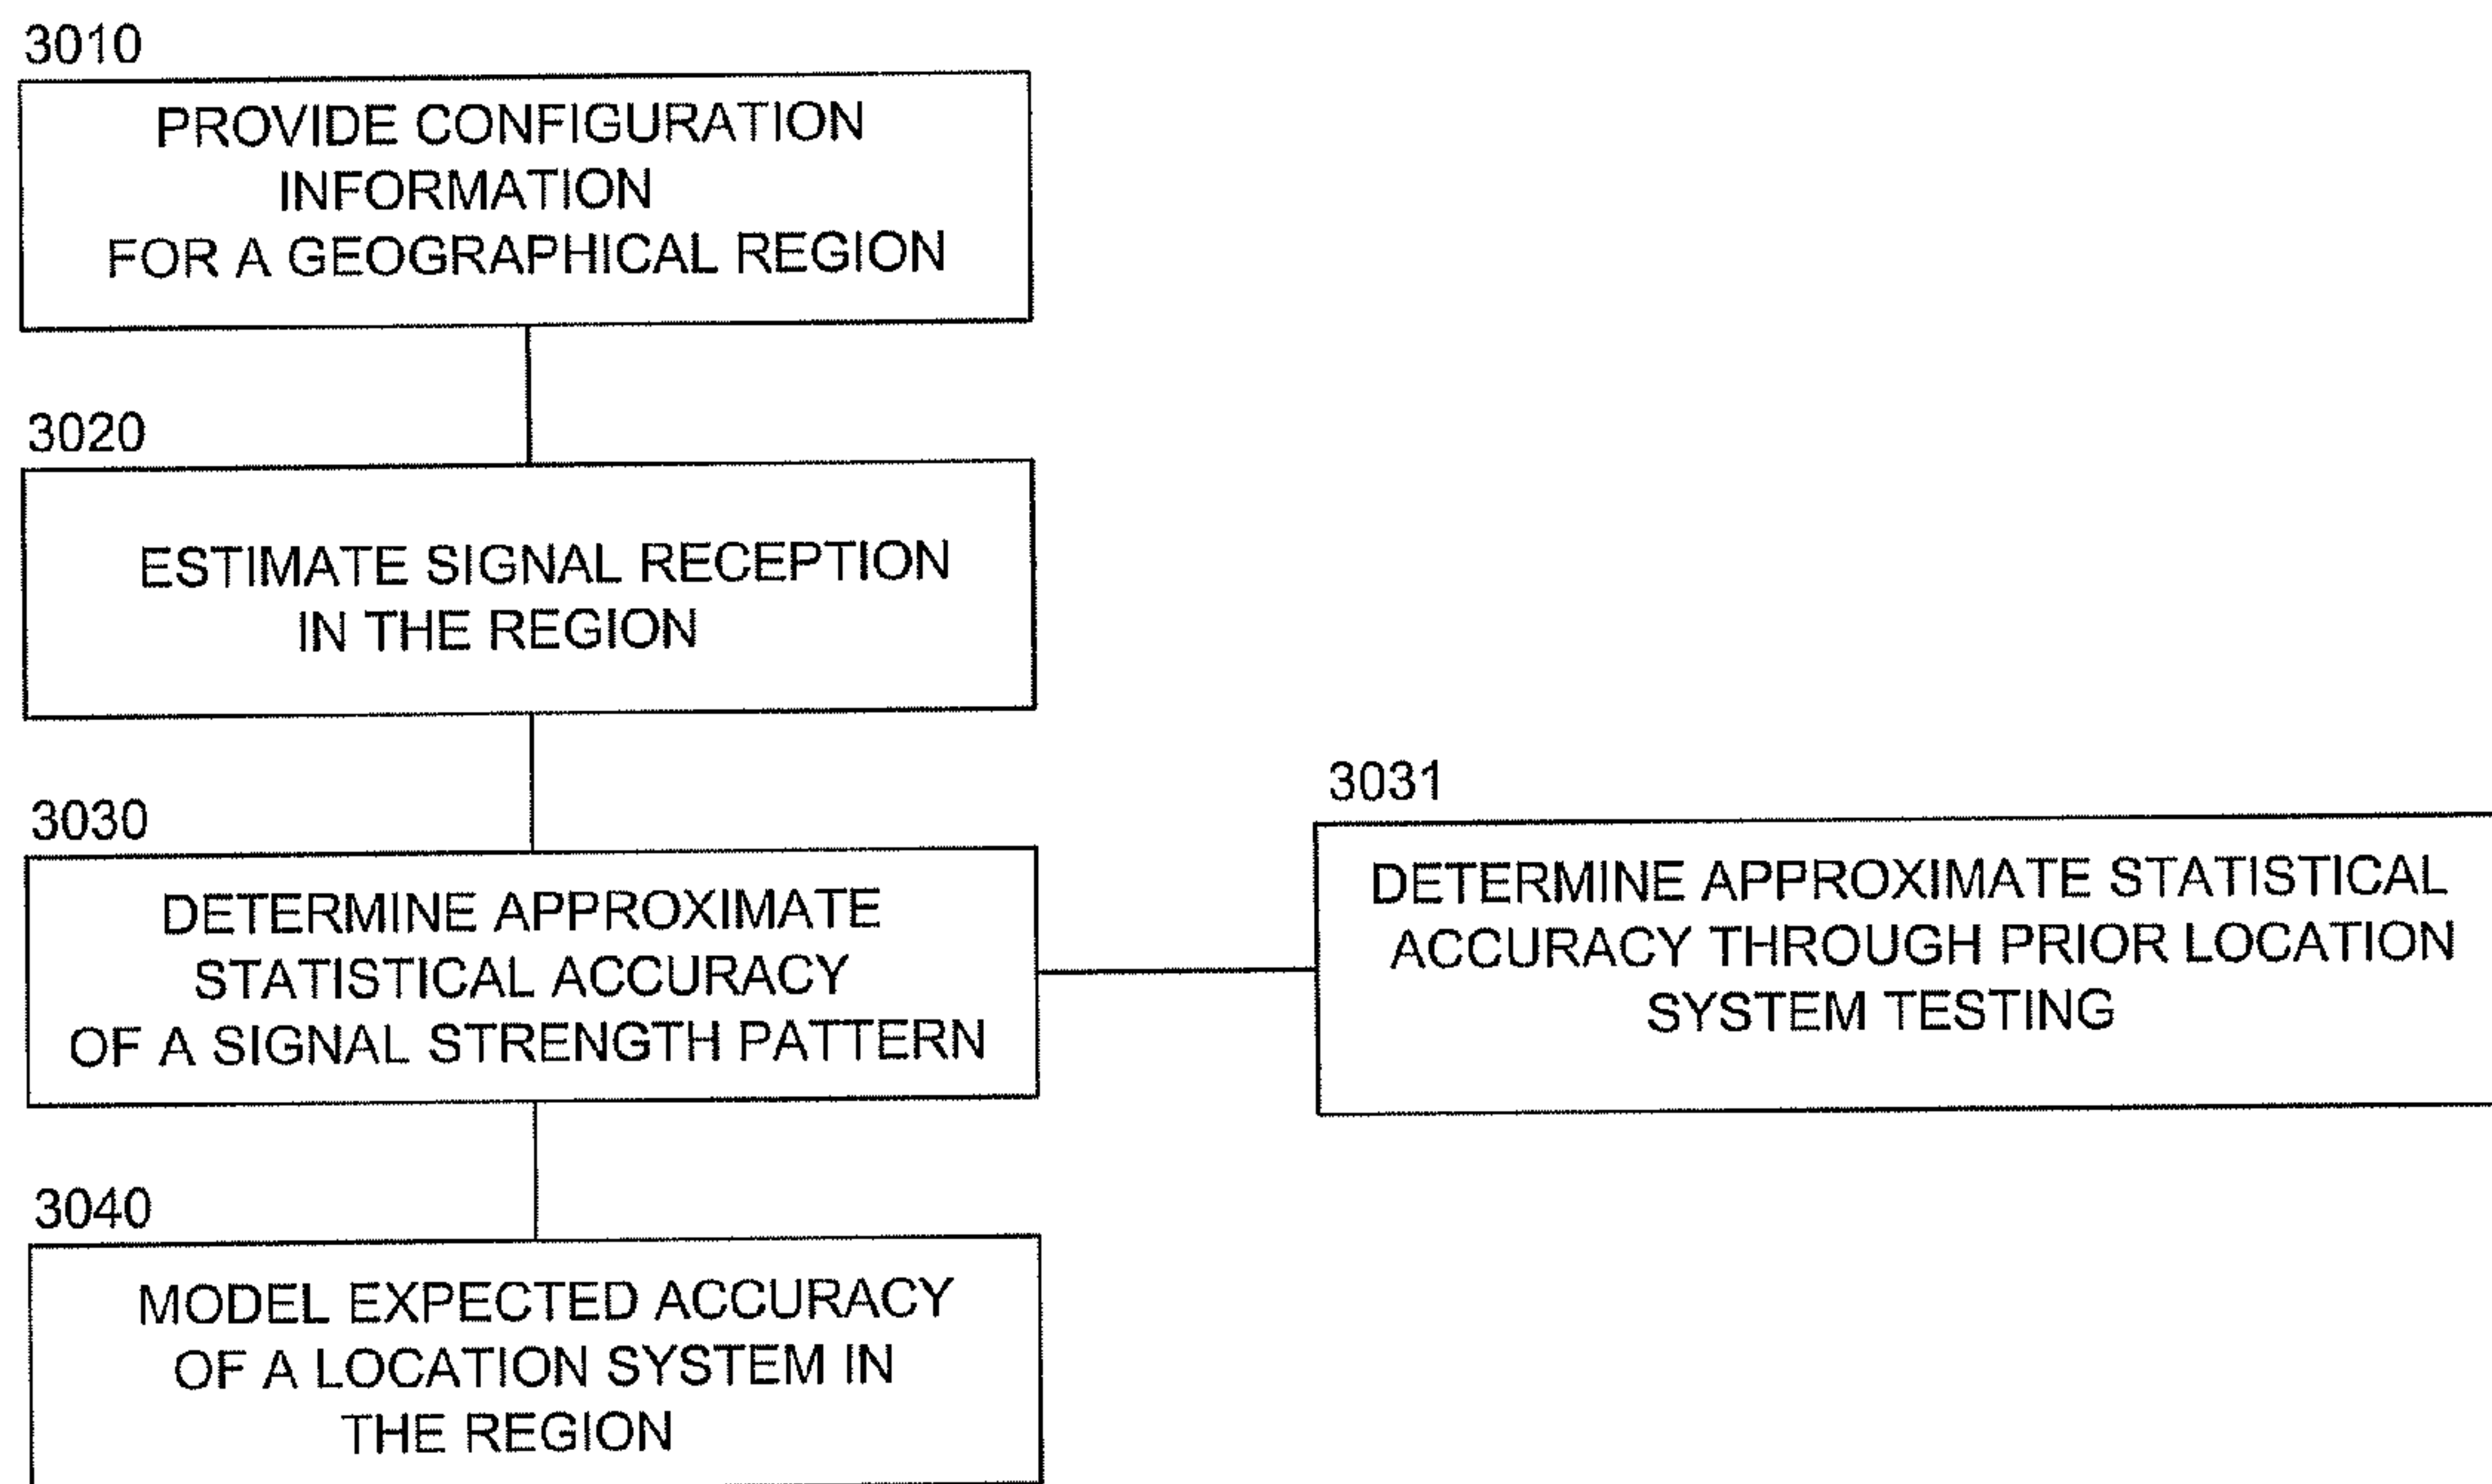 3010
PROVIDE CONFIGURATION
INFORMATION
FOR A GEOGRAPHICAL REGION
3020
ESTIMATE SIGNAL RECEPTION
IN THE REGION
3030
DETERMINE APPROXIMATE
STATISTICAL ACCURACY
OF A SIGNAL STRENGTH PATTERN
3031
DETERMINE APPROXIMATE STATISTICAL
ACCURACY THROUGH PRIOR LOCATION
SYSTEM TESTING
3040
MODEL EXPECTED ACCURACY
OF A LOCATION SYSTEM IN
THE REGION